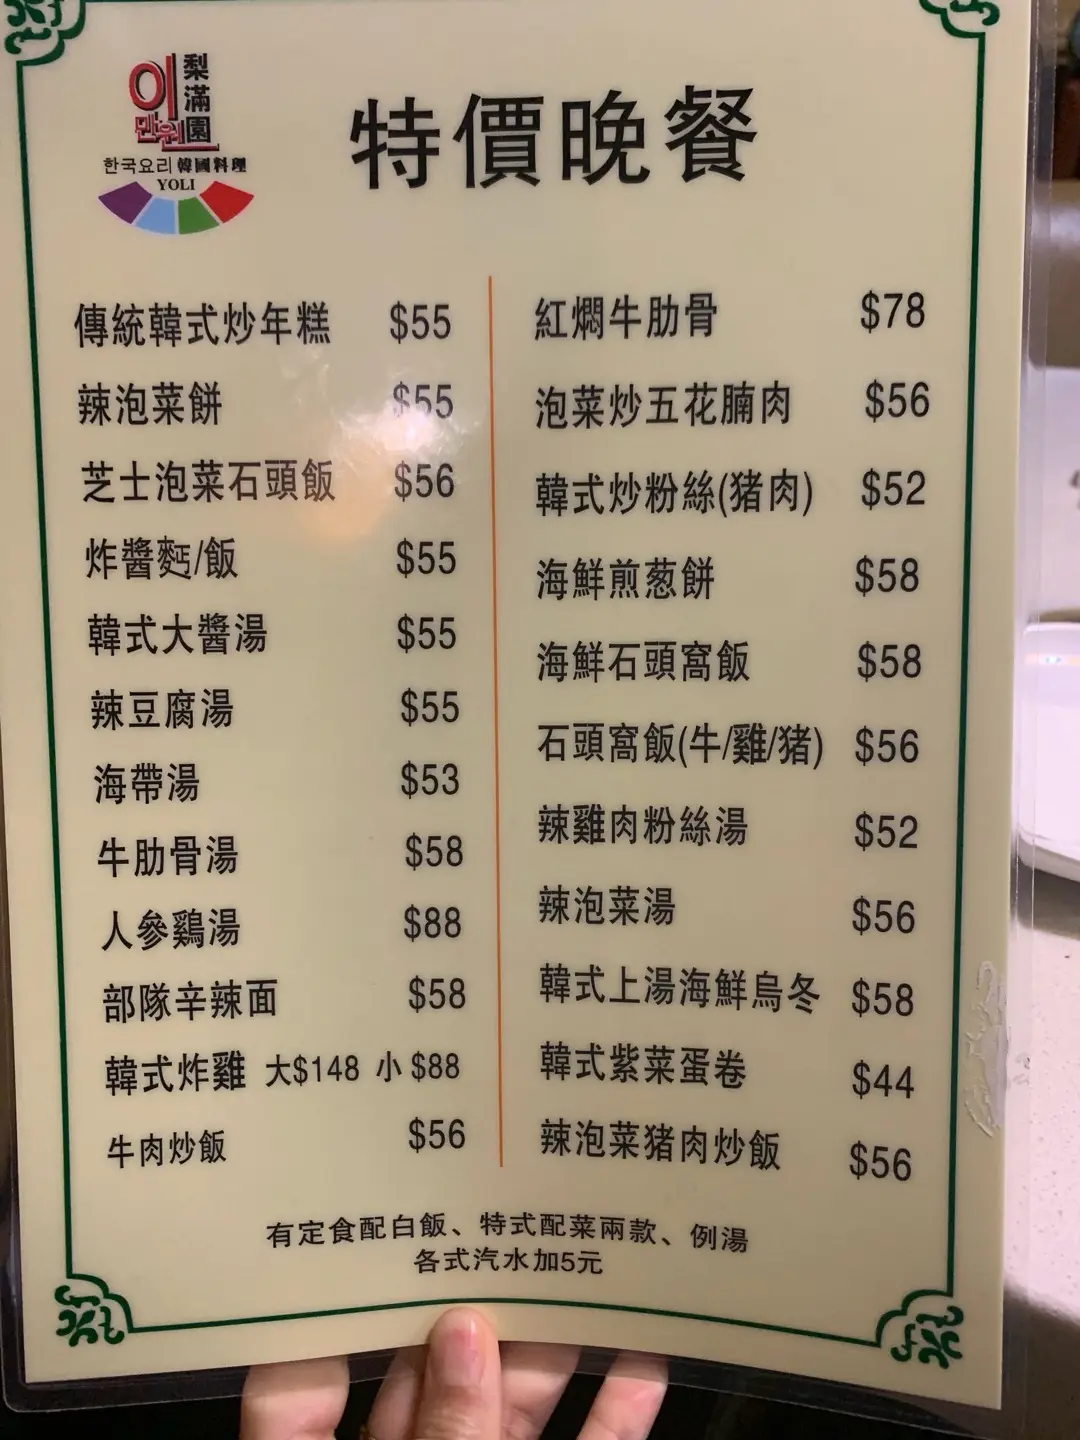 이민원
梨滿園
한국요리 韓國料理
YOLI
特價晚餐
傳統韓式炒年糕 $55
辣泡菜餅 $55
芝士泡菜石頭飯 $56
炸醬麪/飯 $55
韓式大醬湯 $55
辣豆腐湯 $55
海帶湯 $53
牛肋骨湯 $58
人參鷄湯 $88
部隊辛辣面 $58
韓式炸雞 大$148 小$88
牛肉炒飯 $56
紅燜牛肋骨 $78
泡菜炒五花腩肉 $56
韓式炒粉絲(猪肉) $52
海鮮煎葱餅 $58
海鮮石頭窩飯 $58
石頭窩飯(牛/雞/猪) $56
辣雞肉粉絲湯 $52
辣泡菜湯 $56
韓式上湯海鮮烏冬 $58
韓式紫菜蛋卷 $44
辣泡菜猪肉炒飯 $56
有定食配白飯、特式配菜兩款、例湯
各式汽水加5元